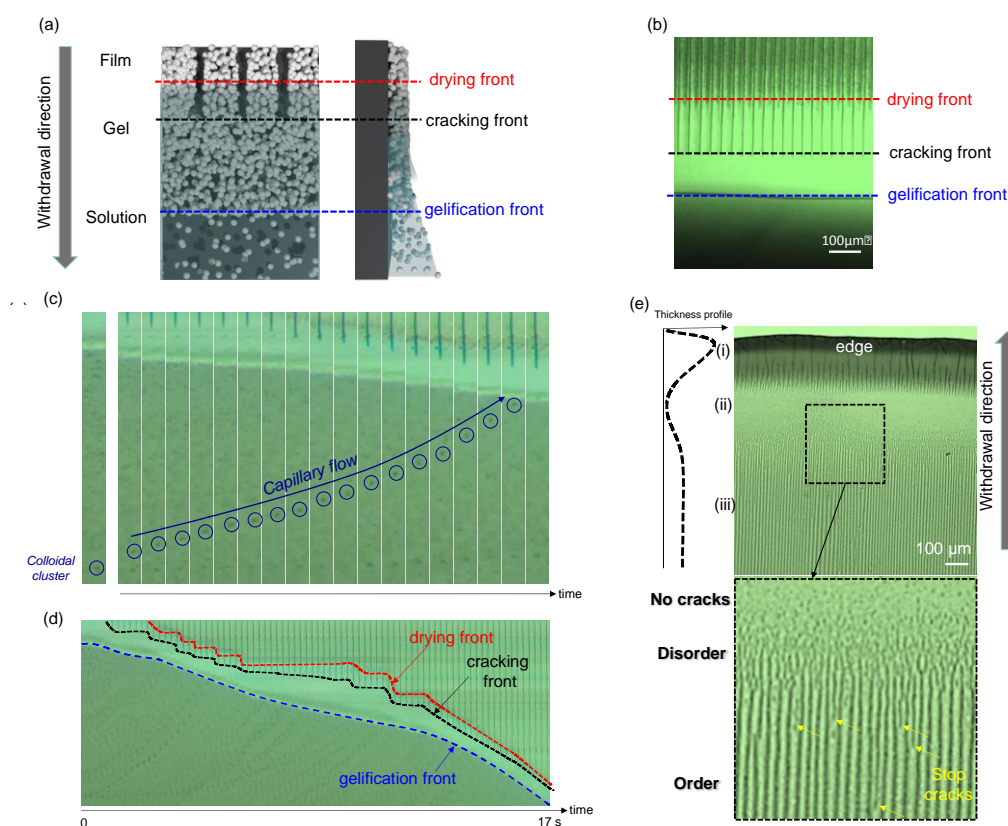 (a)
Withdrawal direction
Film
Gel
Solution
drying front
cracking front
gelification front
(b)
drying front
cracking front
gelification front
100µm
(c)
Capillary flow
Colloidal
cluster
time
(d)
drying front
cracking
front
gelification front
0
17 s
time
(e)
Thickness profile
(i)
(ii)
(iii)
edge
Withdrawal direction
100 µm
No cracks
Disorder
Order
Stop
cracks